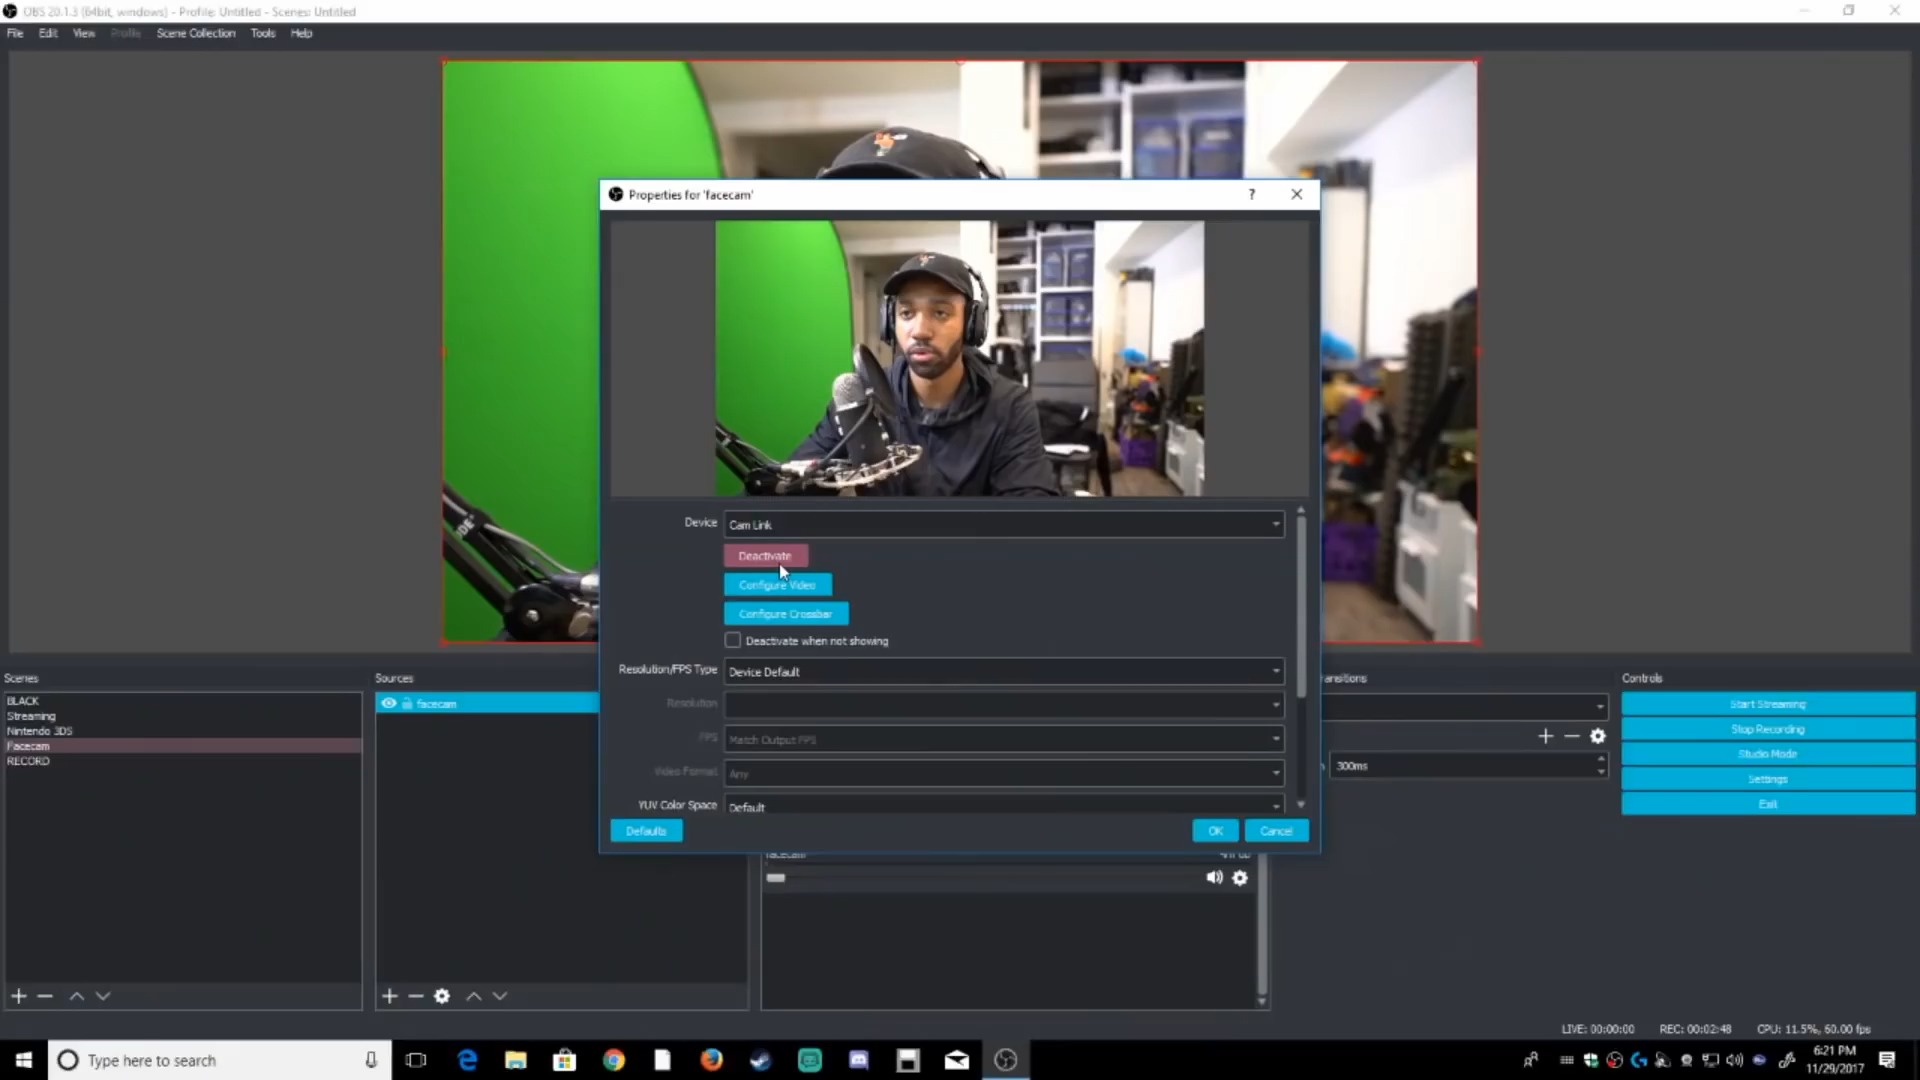 OBS 20.1.3 (64bit, windows) - Profile: Untitled - Scenes: Untitled
File Edit View Profile Scene Collection Tools Help
Properties for 'facecam'
?
Device Cam Link
Deactivate
Configure Video
Configure Crossbar
Deactivate when not showing
Resolution/FPS Type Device Default
Resolution
FPS Match Output FPS
Video Format Any
YUV Color Space Default
Defaults OK Cancel
Scenes
BLACK
Streaming
Nintendo 3DS
Facecam
RECORD
Sources
facecam
facecam
ansitions
300ms
Controls
Start Streaming
Stop Recording
Studio Mode
Settings
Exit
LIVE: 00:00:00 REC: 00:02:48 CPU: 11.5%, 60.00 fps
Type here to search
6:21 PM
11/29/2017